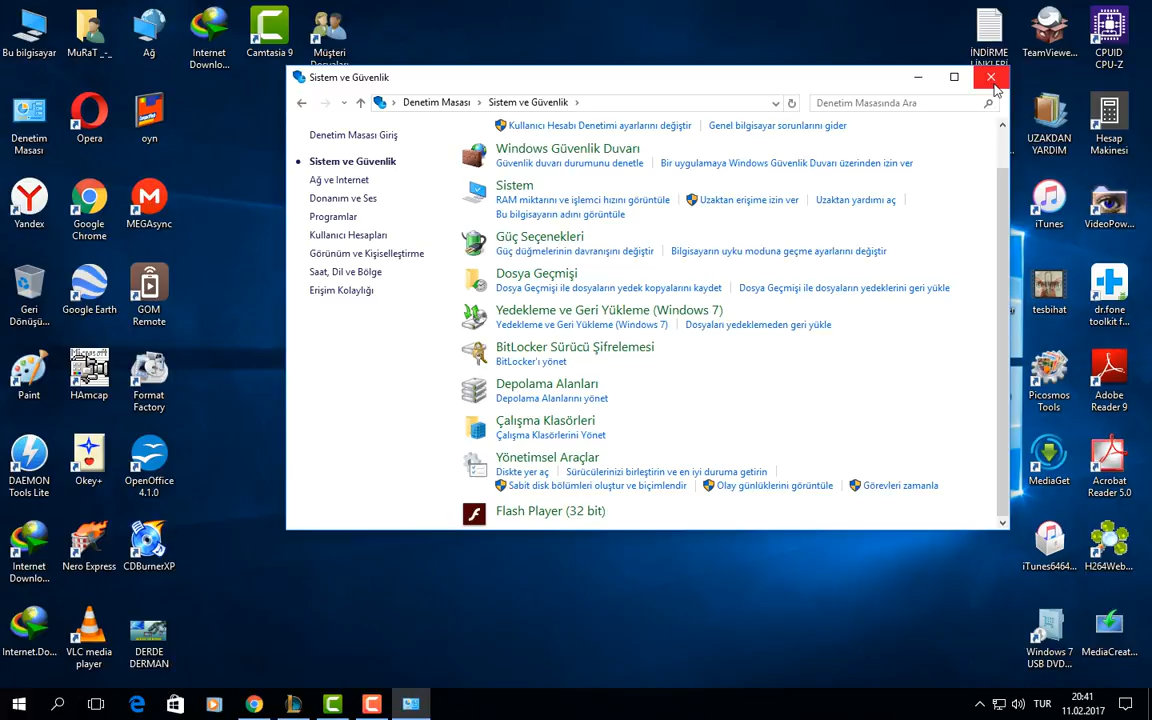 Bu bilgisayar
MuRaT _-_
Ağ
Internet
Downlo...
Camtasia 9
Müşteri
Denetim
Masası
Opera
oyn
Yandex
Google
Chrome
MEGAsync
Geri
Dönüşü...
Google Earth
GOM
Remote
Paint
Microsoft
HAmcap
Format
Factory
DAEMON
Tools Lite
Okey+
OpenOffice
4.1.0
Internet
Downlo...
Nero Express
CDBurnerXP
Internet.Do...
VLC media
player
DERDE
DERMAN
Sistem ve Güvenlik
Denetim Masası
Sistem ve Güvenlik
Denetim Masasında Ara
Denetim Masası Giriş
Sistem ve Güvenlik
Ağ ve Internet
Donanım ve Ses
Programlar
Kullanıcı Hesapları
Görünüm ve Kişiselleştirme
Saat, Dil ve Bölge
Erişim Kolaylığı
Kullanıcı Hesabı Denetimi ayarlarını değiştir
Genel bilgisayar sorunlarını gider
Windows Güvenlik Duvarı
Güvenlik duvarı durumunu denetle
Bir uygulamaya Windows Güvenlik Duvarı üzerinden izin ver
Sistem
RAM miktarını ve işlemci hızını görüntüle
Uzaktan erişime izin ver
Uzaktan yardımı aç
Bu bilgisayarın adını görüntüle
Güç Seçenekleri
Güç düğmelerinin davranışını değiştir
Bilgisayarın uyku moduna geçme ayarlarını değiştir
Dosya Geçmişi
Dosya Geçmişi ile dosyaların yedek kopyalarını kaydet
Dosya Geçmişi ile dosyaların yedeklerini geri yükle
Yedekleme ve Geri Yükleme (Windows 7)
Yedekleme ve Geri Yükleme (Windows 7)
Dosyaları yedeklemeden geri yükle
BitLocker Sürücü Şifrelemesi
BitLocker'ı yönet
Depolama Alanları
Depolama Alanlarını yönet
Çalışma Klasörleri
Çalışma Klasörlerini Yönet
Yönetimsel Araçlar
Diskte yer aç
Sürücülerinizi birleştirin ve en iyi duruma getirin
Sabit disk bölümleri oluştur ve biçimlendir
Olay günlüklerini görüntüle
Görevleri zamanla
Flash Player (32 bit)
İNDİRME
TeamViewe...
CPUID
CPU-Z
UZAKDAN
YARDIM
Hesap
Makinesi
iTunes
VideoPow...
tesbihat
dr.fone
toolkit f...
Picosmos
Tools
Adobe
Reader 9
MediaGet
Acrobat
Reader 5.0
iTunes6464...
H264Web...
Windows 7
USB DVD...
MediaCreat...
TUR
20:41
11.02.2017